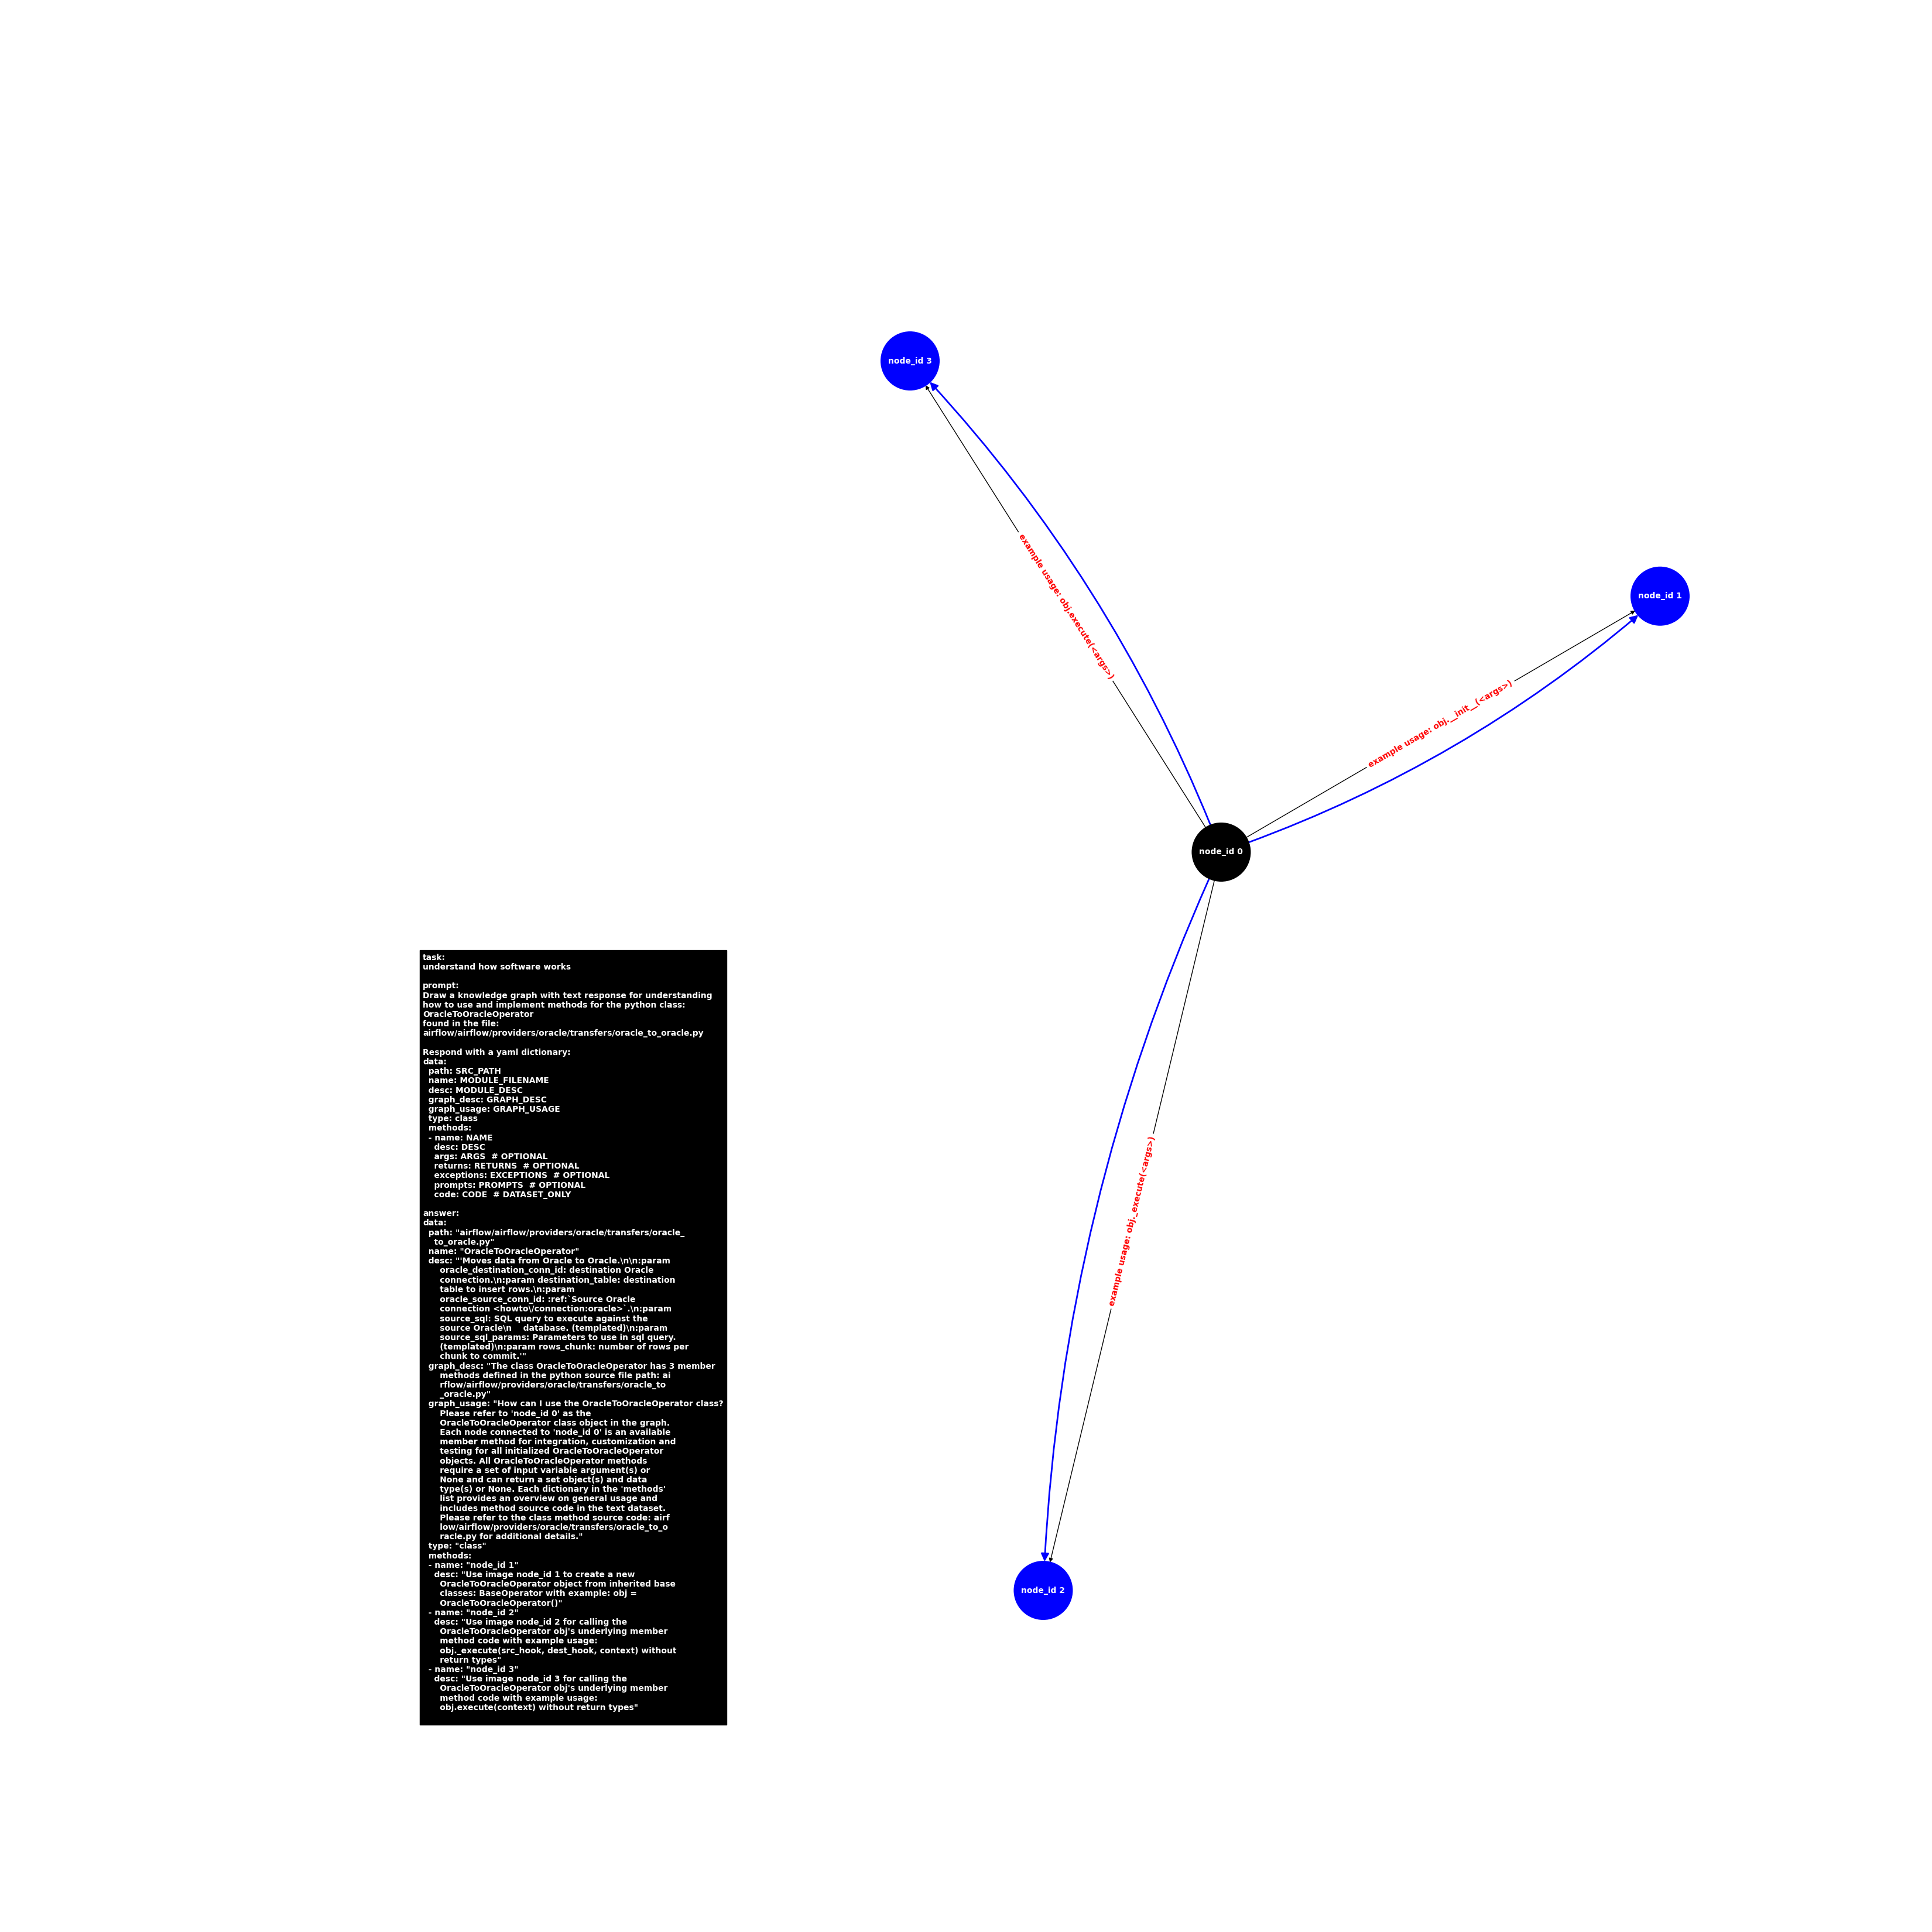 node_id 3
node_id 1
example usage: obj.execute(<args>)
example usage: obj.__init__(<args>)
node_id 0
example usage: obj._execute(<args>)
node_id 2
task:
understand how software works

prompt:
Draw a knowledge graph with text response for understanding
how to use and implement methods for the python class:
OracleToOracleOperator
found in the file:
airflow/airflow/providers/oracle/transfers/oracle_to_oracle.py

Respond with a yaml dictionary:
data:
  path: SRC_PATH
  name: MODULE_FILENAME
  desc: MODULE_DESC
  graph_desc: GRAPH_DESC
  graph_usage: GRAPH_USAGE
  type: class
  methods:
  - name: NAME
    desc: DESC
    args: ARGS  # OPTIONAL
    returns: RETURNS  # OPTIONAL
    exceptions: EXCEPTIONS  # OPTIONAL
    prompts: PROMPTS  # OPTIONAL
    code: CODE  # DATASET_ONLY

answer:
data:
  path: "airflow/airflow/providers/oracle/transfers/oracle_
    to_oracle.py"
  name: "OracleToOracleOperator"
  desc: "'Moves data from Oracle to Oracle.\n\n:param
      oracle_destination_conn_id: destination Oracle
      connection.\n:param destination_table: destination
      table to insert rows.\n:param
      oracle_source_conn_id: :ref:`Source Oracle
      connection <howto\/connection:oracle>`.\n:param
      source_sql: SQL query to execute against the
      source Oracle\n    database. (templated)\n:param
      source_sql_params: Parameters to use in sql query.
      (templated)\n:param rows_chunk: number of rows per
      chunk to commit.'"
  graph_desc: "The class OracleToOracleOperator has 3 member
      methods defined in the python source file path: ai
      rflow/airflow/providers/oracle/transfers/oracle_to
      _oracle.py"
  graph_usage: "How can I use the OracleToOracleOperator class?
      Please refer to 'node_id 0' as the
      OracleToOracleOperator class object in the graph.
      Each node connected to 'node_id 0' is an available
      member method for integration, customization and
      testing for all initialized OracleToOracleOperator
      objects. All OracleToOracleOperator methods
      require a set of input variable argument(s) or
      None and can return a set object(s) and data
      type(s) or None. Each dictionary in the 'methods'
      list provides an overview on general usage and
      includes method source code in the text dataset.
      Please refer to the class method source code: airf
      low/airflow/providers/oracle/transfers/oracle_to_o
      racle.py for additional details."
  type: "class"
  methods:
  - name: "node_id 1"
    desc: "Use image node_id 1 to create a new
      OracleToOracleOperator object from inherited base
      classes: BaseOperator with example: obj =
      OracleToOracleOperator()"
  - name: "node_id 2"
    desc: "Use image node_id 2 for calling the
      OracleToOracleOperator obj's underlying member
      method code with example usage:
      obj._execute(src_hook, dest_hook, context) without
      return types"
  - name: "node_id 3"
    desc: "Use image node_id 3 for calling the
      OracleToOracleOperator obj's underlying member
      method code with example usage:
      obj.execute(context) without return types"